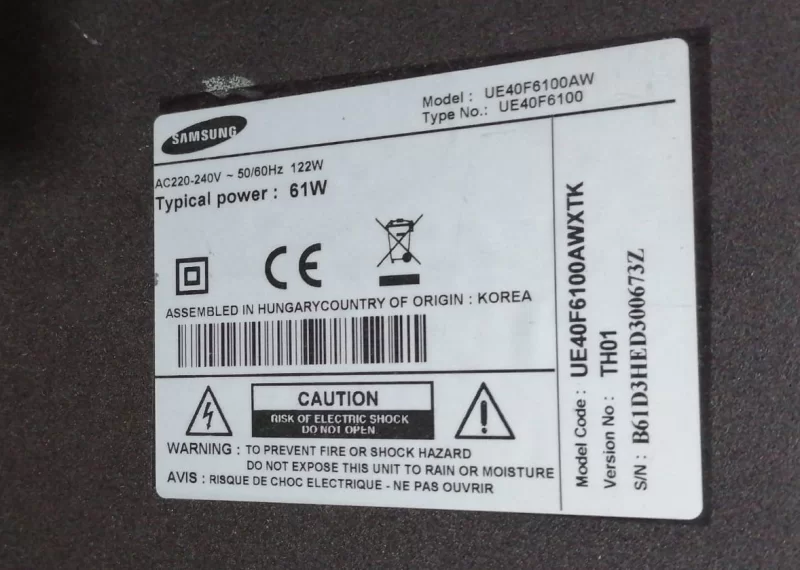 SAMSUNG
Model : UE40F6100AW
Type No.: UE40F6100
AC220-240V ~ 50/60Hz 122W
Typical power : 61W
CE
ASSEMBLED IN HUNGARYCOUNTRY OF ORIGIN : KOREA
CAUTION
RISK OF ELECTRIC SHOCK
DO NOT OPEN
WARNING : TO PREVENT FIRE OR SHOCK HAZARD
DO NOT EXPOSE THIS UNIT TO RAIN OR MOISTURE
AVIS : RISQUE DE CHOC ELECTRIQUE - NE PAS OUVRIR
Model Code : UE40F6100AWXTK
Version No : TH01
S/N : B61D3HED300673Z